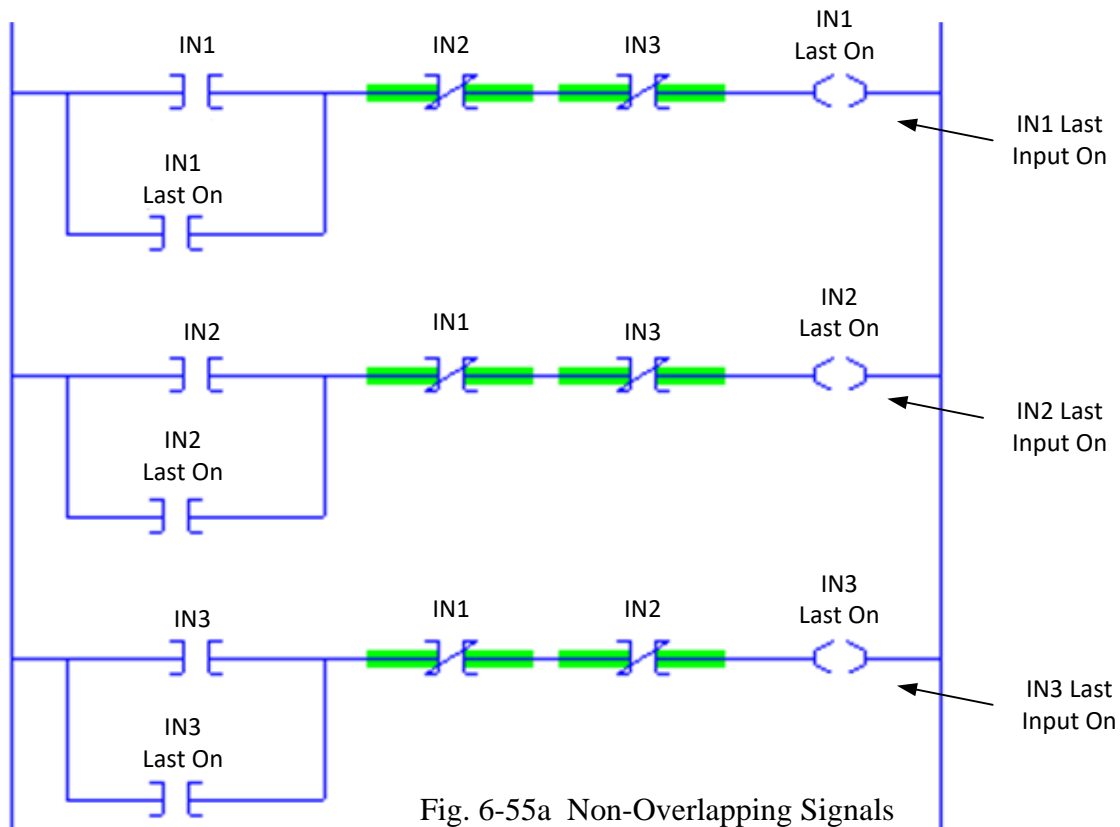 IN1
IN2
IN3
IN1
Last On
IN1 Last
Input On
IN1
Last On
IN2
IN1
IN3
IN2
Last On
IN2 Last
Input On
IN2
Last On
IN3
IN1
IN2
IN3
Last On
IN3 Last
Input On
IN3
Last On
Fig. 6-55a Non-Overlapping Signals